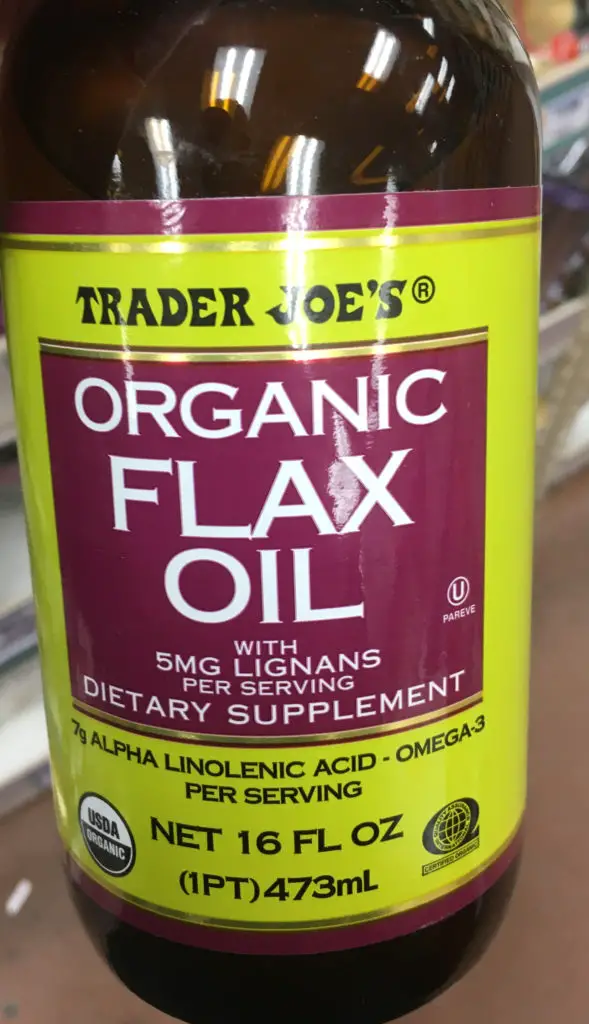 TRADER JOE'S®
ORGANIC
FLAX
OIL
WITH
5MG LIGNANS
PER SERVING
DIETARY SUPPLEMENT
U
PAREVE
7g ALPHA LINOLENIC ACID - OMEGA-3
PER SERVING
USDA
ORGANIC
NET 16 FL OZ
(1PT) 473mL
CERTIFIED ORGANIC